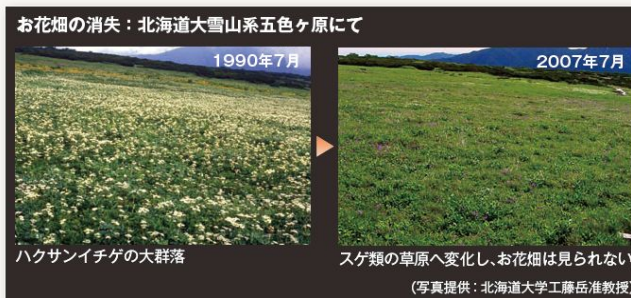 お花畑の消失：北海道大雪山系五色ヶ原にて
1990年7月
2007年7月
ハクサンイチゲの大群落
スゲ類の草原へ変化し、お花畑は見られない
(写真提供：北海道大学工藤岳准教授)